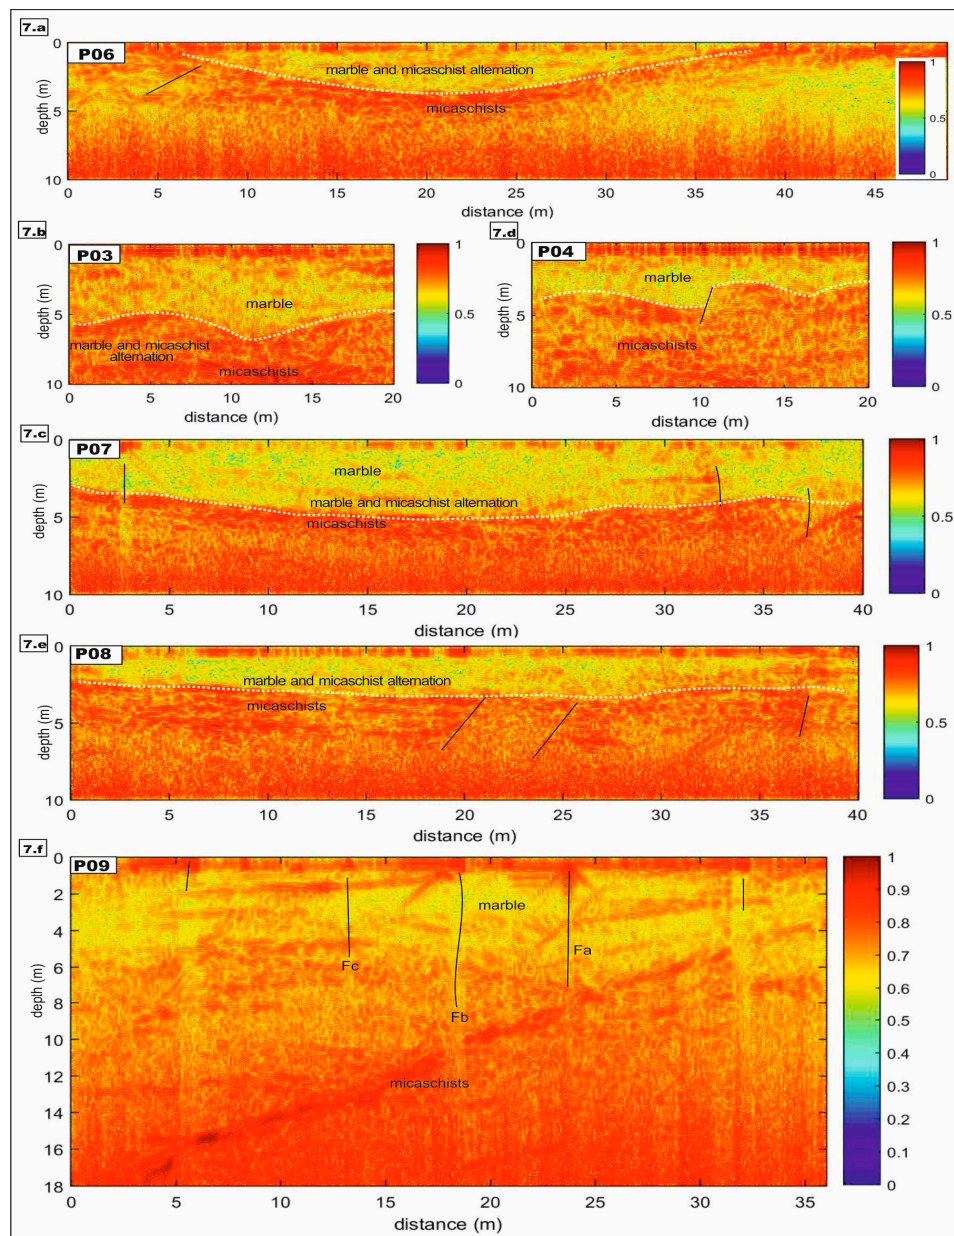 7.a
P06
0
5
10
depth (m)
marble and micaschist alternation
micaschists
1
0.5
0
0 5 10 15 20 25 30 35 40 45
distance (m)
7.b
P03
0
5
10
depth (m)
marble
marble and micaschist
alternation
micaschists
1
0.5
0
0 5 10 15 20
distance (m)
7.d
P04
0
5
10
depth (m)
marble
micaschists
1
0.5
0
0 5 10 15 20
distance (m)
7.c
P07
0
5
10
depth (m)
marble
marble and micaschist alternation
micaschists
1
0.5
0
0 5 10 15 20 25 30 35 40
distance (m)
7.e
P08
0
5
10
depth (m)
marble and micaschist alternation
micaschists
1
0.5
0
0 5 10 15 20 25 30 35 40
distance (m)
7.f
P09
0
2
4
6
8
10
12
14
16
18
depth (m)
marble
Fc
Fa
Fb
micaschists
1
0.9
0.8
0.7
0.6
0.5
0.4
0.3
0.2
0.1
0
0 5 10 15 20 25 30 35
distance (m)